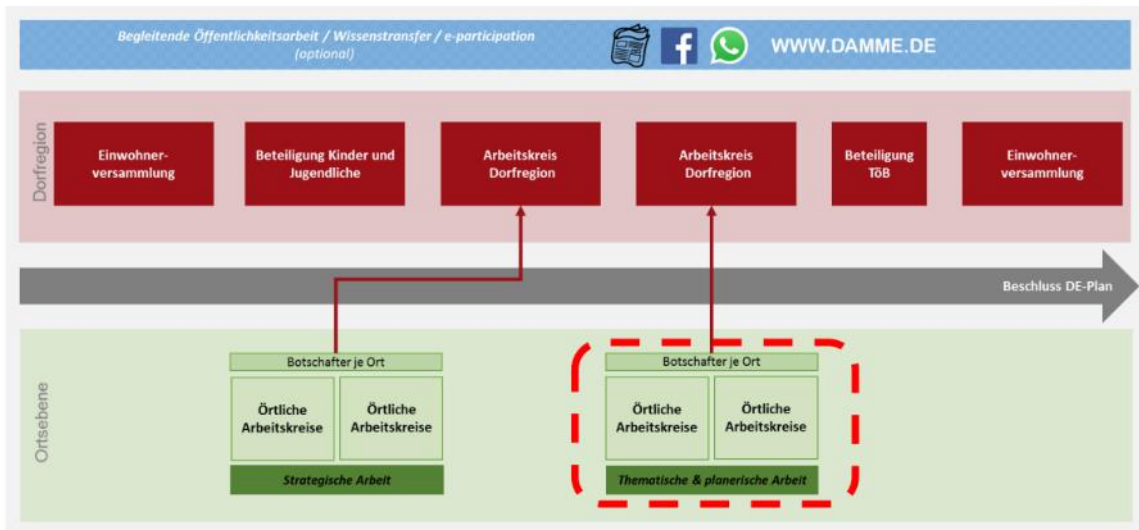 Begleitende Öffentlichkeitsarbeit / Wissenstransfer / e-participation
(optional)
WWW.DAMME.DE
Dorfregion
Einwohner-
versammlung
Beteiligung Kinder und
Jugendliche
Arbeitskreis
Dorfregion
Arbeitskreis
Dorfregion
Beteiligung
TöB
Einwohner-
versammlung
Beschluss DE-Plan
Ortsebene
Botschafter je Ort
Örtliche
Arbeitskreise
Örtliche
Arbeitskreise
Strategische Arbeit
Botschafter je Ort
Örtliche
Arbeitskreise
Örtliche
Arbeitskreise
Thematische & planerische Arbeit